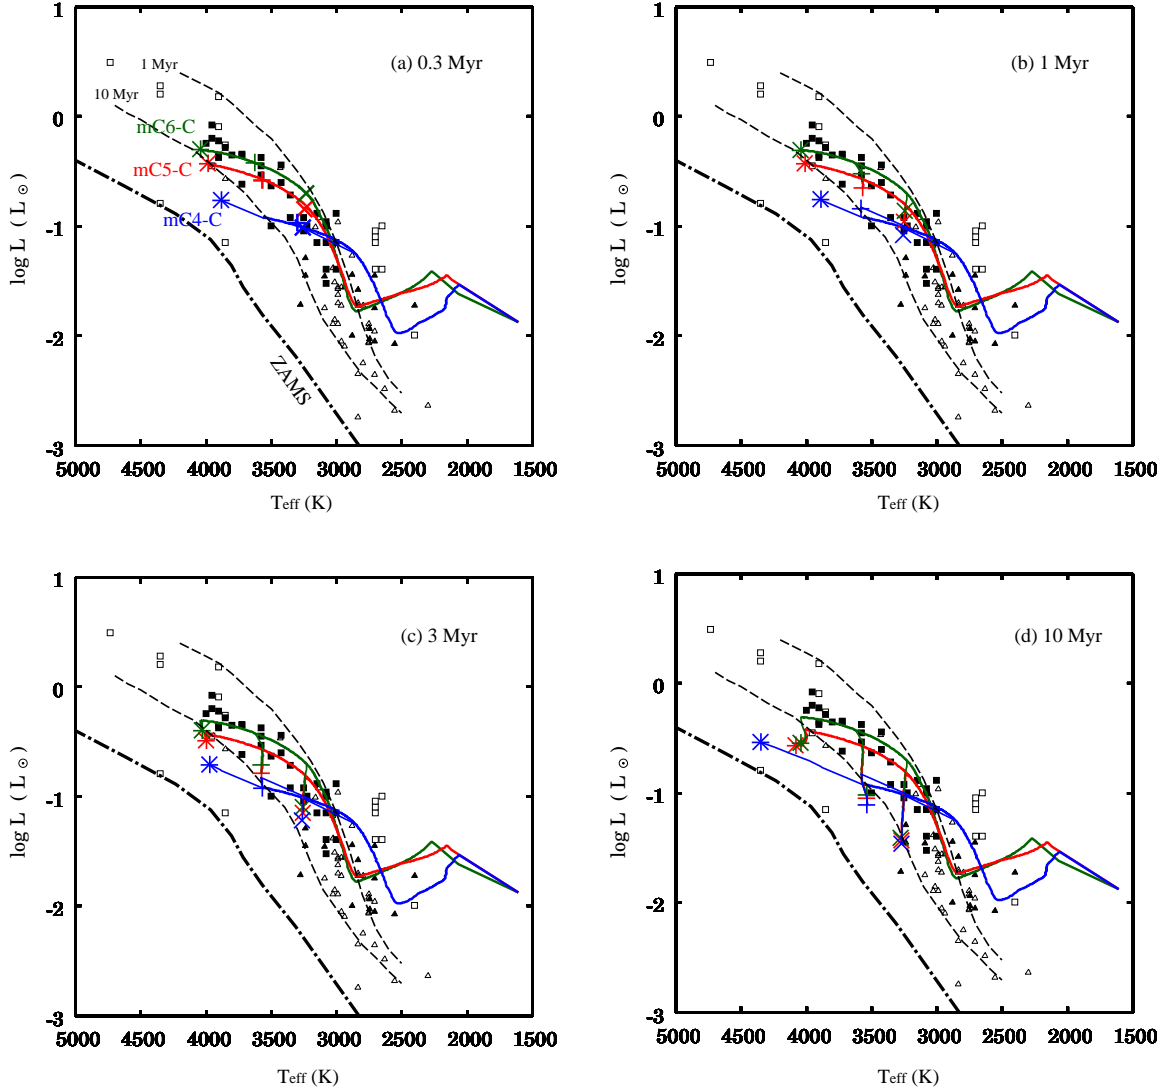 1
0
-1
-2
-3
5000 4500 4000 3500 3000 2500 2000 1500
log L ( L⊙ )
Teff (K)
(a) 0.3 Myr
1 Myr
10 Myr
mC6-C
mC5-C
mC4-C
ZAMS
1
0
-1
-2
-3
5000 4500 4000 3500 3000 2500 2000 1500
log L ( L⊙ )
Teff (K)
(b) 1 Myr
1
0
-1
-2
-3
5000 4500 4000 3500 3000 2500 2000 1500
log L ( L⊙ )
Teff (K)
(c) 3 Myr
1
0
-1
-2
-3
5000 4500 4000 3500 3000 2500 2000 1500
log L ( L⊙ )
Teff (K)
(d) 10 Myr